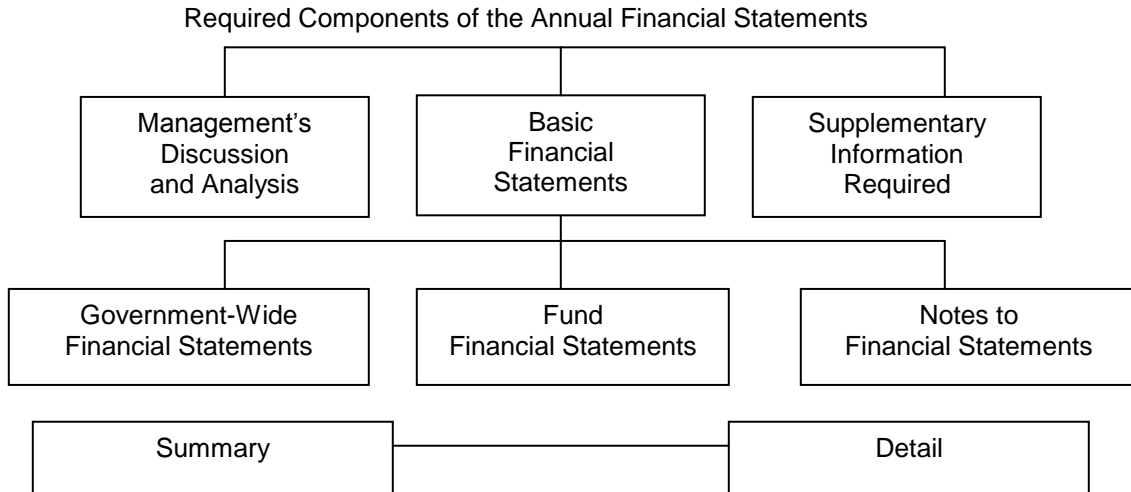 Required Components of the Annual Financial Statements
Management’s
Discussion
and Analysis
Basic
Financial
Statements
Supplementary
Information
Required
Government-Wide
Financial Statements
Fund
Financial Statements
Notes to
Financial Statements
Summary
Detail